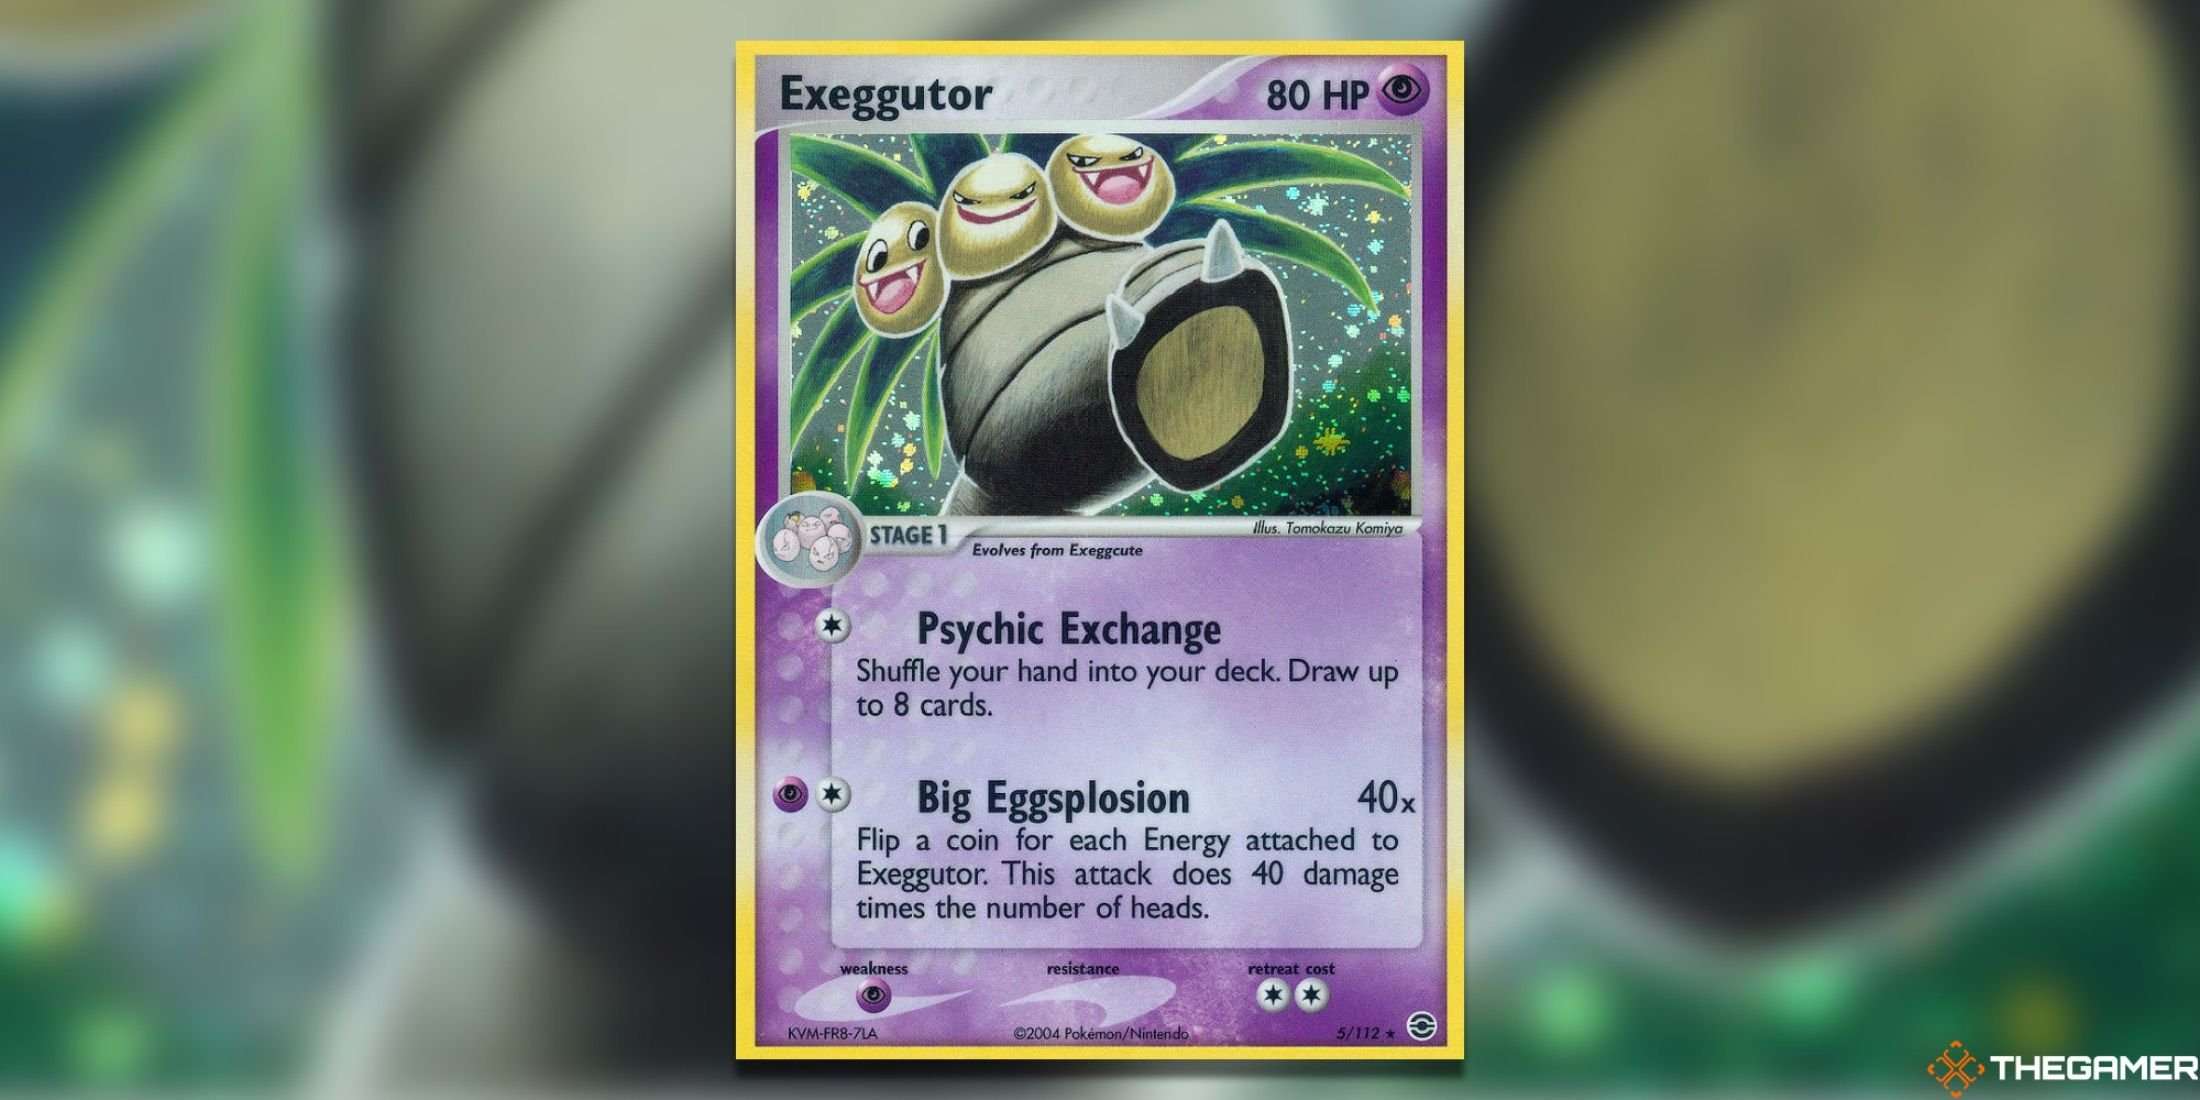 Exeggutor 80 HP
Illus. Tomokazu Komiya
STAGE 1
Evolves from Exeggcute
Psychic Exchange
Shuffle your hand into your deck. Draw up
to 8 cards.
Big Eggsplosion 40x
Flip a coin for each Energy attached to
Exeggutor. This attack does 40 damage
times the number of heads.
weakness resistance retreat cost
KVM-FR8-7LA ©2004 Pokémon/Nintendo 5/112 ★
THEGAMER